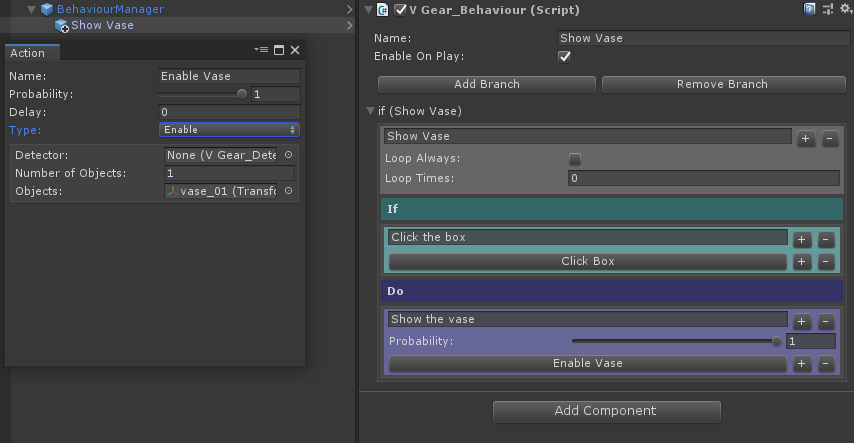 BehaviourManager
Show Vase
Action
Name: Enable Vase
Probability: 1
Delay: 0
Type: Enable
Detector: None (V Gear_Dete
Number of Objects: 1
Objects: vase_01 (Transfo
V Gear_Behaviour (Script)
Name: Show Vase
Enable On Play:
Add Branch Remove Branch
if (Show Vase)
Show Vase + -
Loop Always:
Loop Times: 0
If
Click the box + -
Click Box + -
Do
Show the vase + -
Probability: 1
Enable Vase + -
Add Component